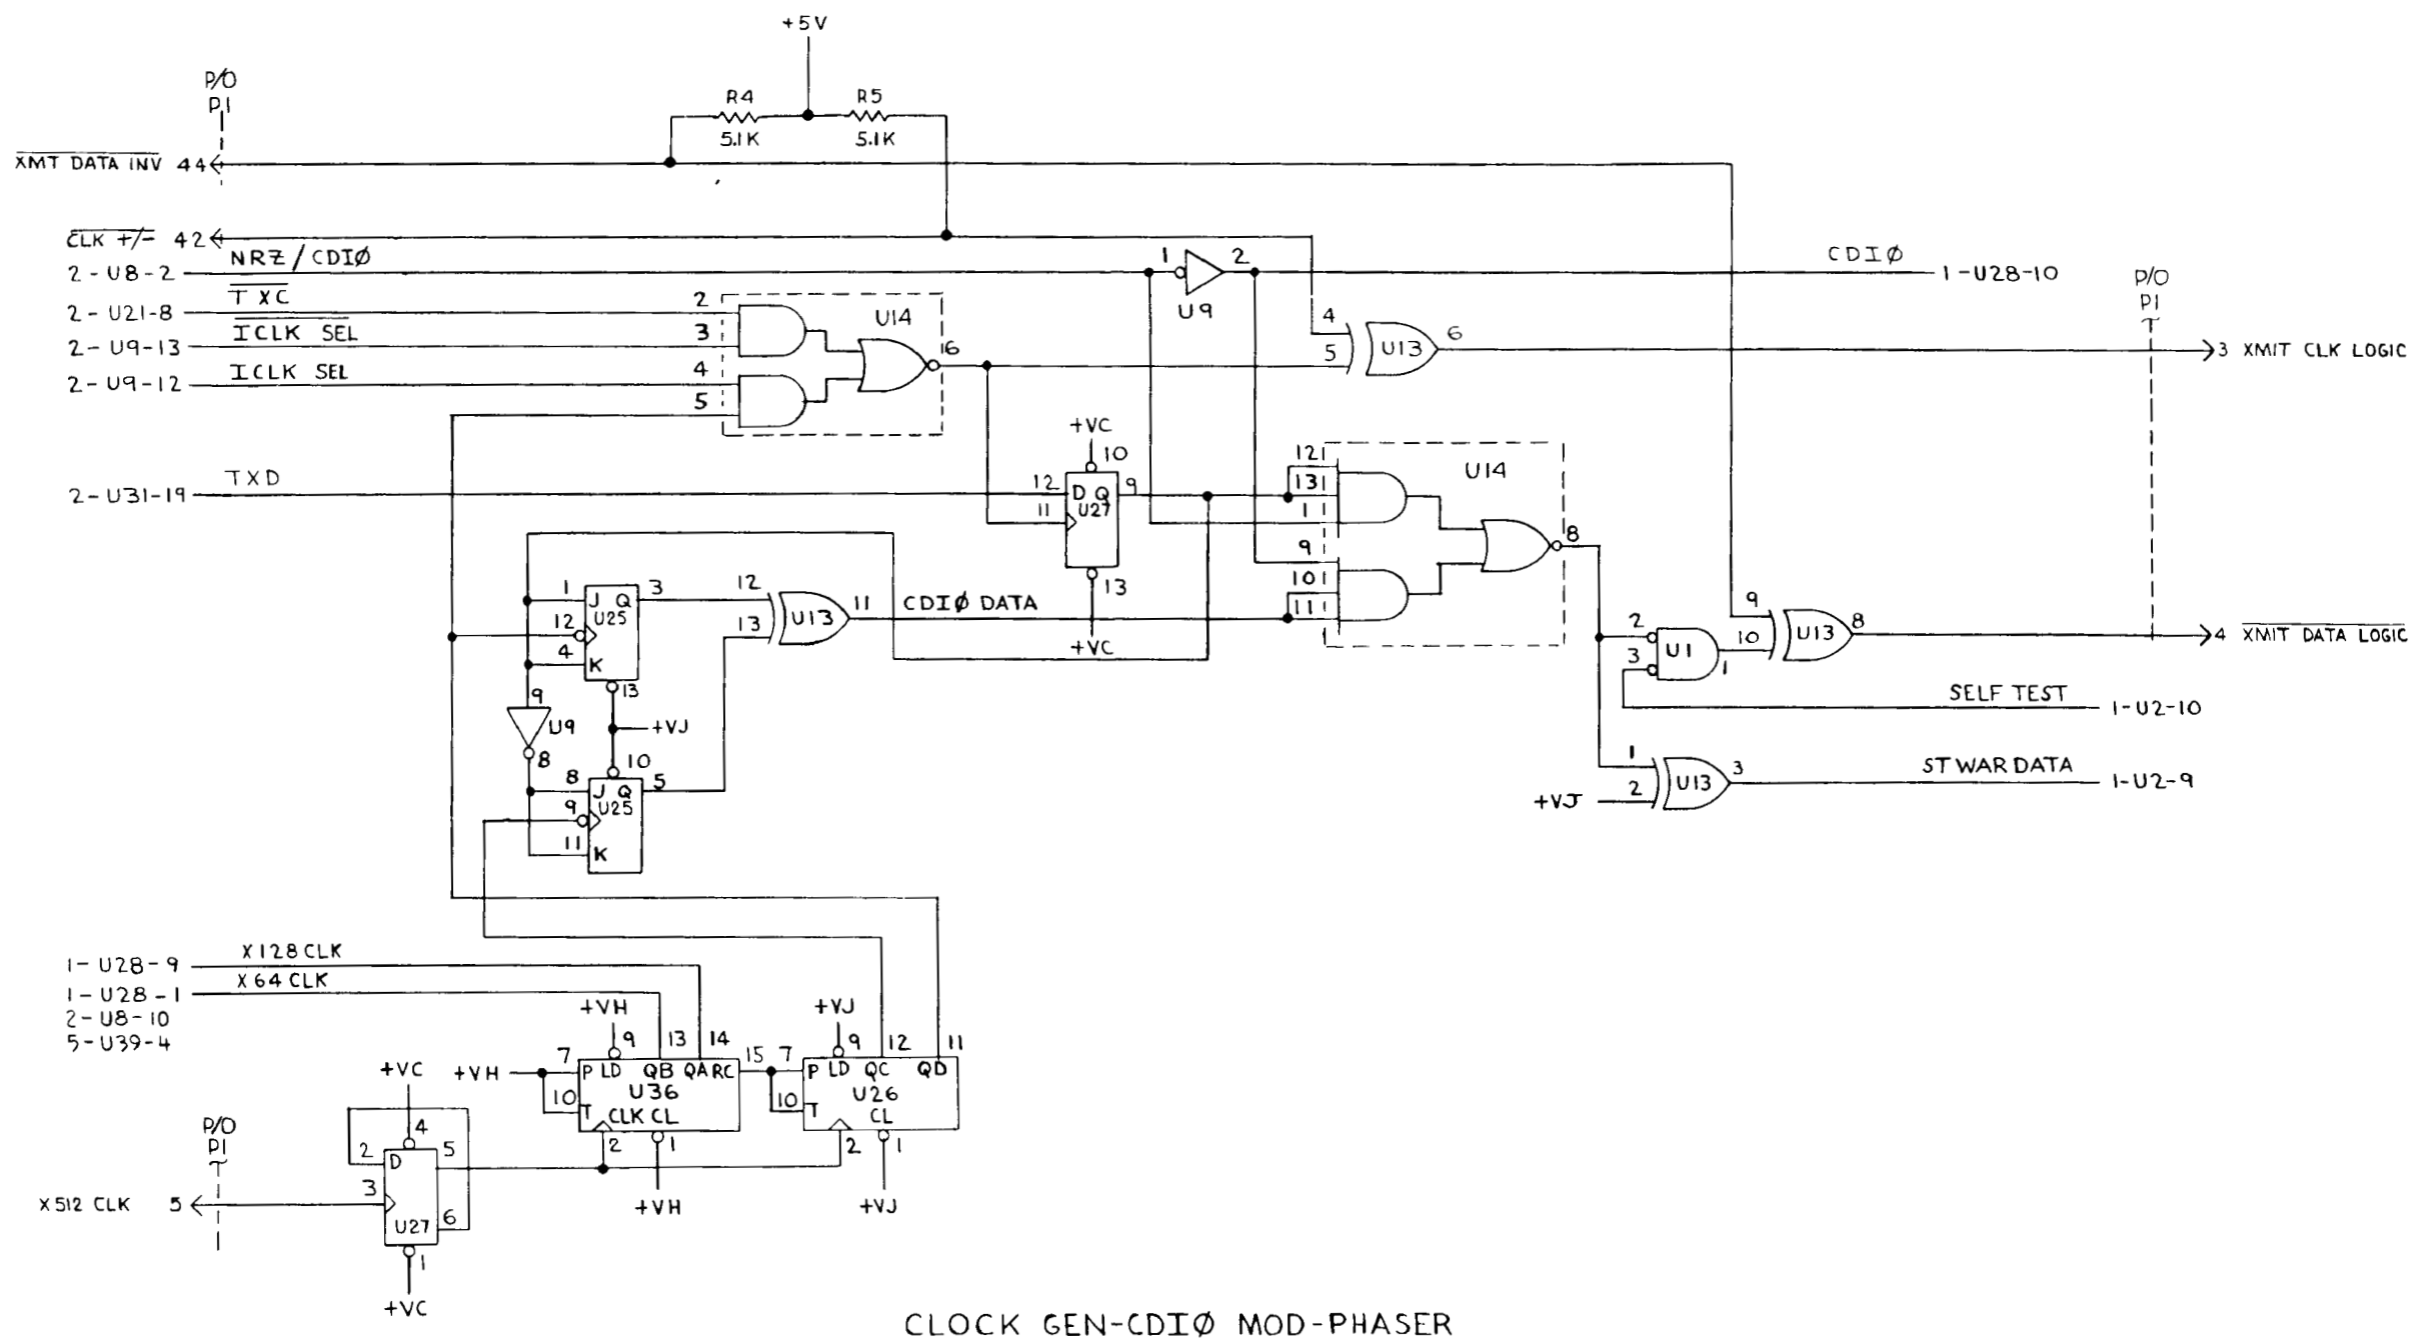 +5V
P/O
P1
R4
R5
5.1K
5.1K
XMT DATA INV 44
CLK +/- 42
2-U8-2 NRZ/CDIØ
1
2
U9
CDIØ
1-U28-10
P/O
P1
2-U21-8 TXC
2
3
2-U9-13 ICLK SEL
2-U9-12 ICLK SEL
4
5
U14
6
4
5
U13
6
3 XMIT CLK LOGIC
2-U31-19 TXD
+VC
10
12 D Q 9
11 U27
13
+VC
12
13
1
9
10
11
U14
8
1 J Q 3
U25
12
4 K
13
12
13
U13
11
CDIØ DATA
9
U9
8
+VJ
10
8 J Q 5
9 U25
11 K
2
3
U1
1
9
10
U13
8
4 XMIT DATA LOGIC
SELF TEST
1-U2-10
1
2
+VJ
U13
3
ST WAR DATA
1-U2-9
1-U28-9 X128 CLK
1-U28-1 X64 CLK
2-U8-10
5-U39-4
+VH
9
13
14
+VH
7
10
P LD QB QA RC
U36
T CLK CL
2
1
+VH
15
+VJ
9
12
11
7
10
P LD QC QD
U26
T CL
2
1
+VJ
+VC
4
2 D 5
3
U27
6
1
+VC
P/O
P1
X512 CLK 5
CLOCK GEN-CDIØ MOD-PHASER